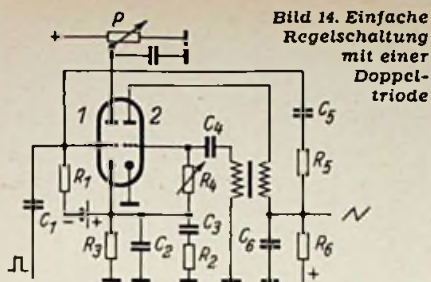 Bild 14. Einfache
Regelschaltung
mit einer
Doppel-
triode
+
P
1
2
C4
C5
R1
R4
R5
C1
- +
R3
C2
C3
R2
C6
R6
+